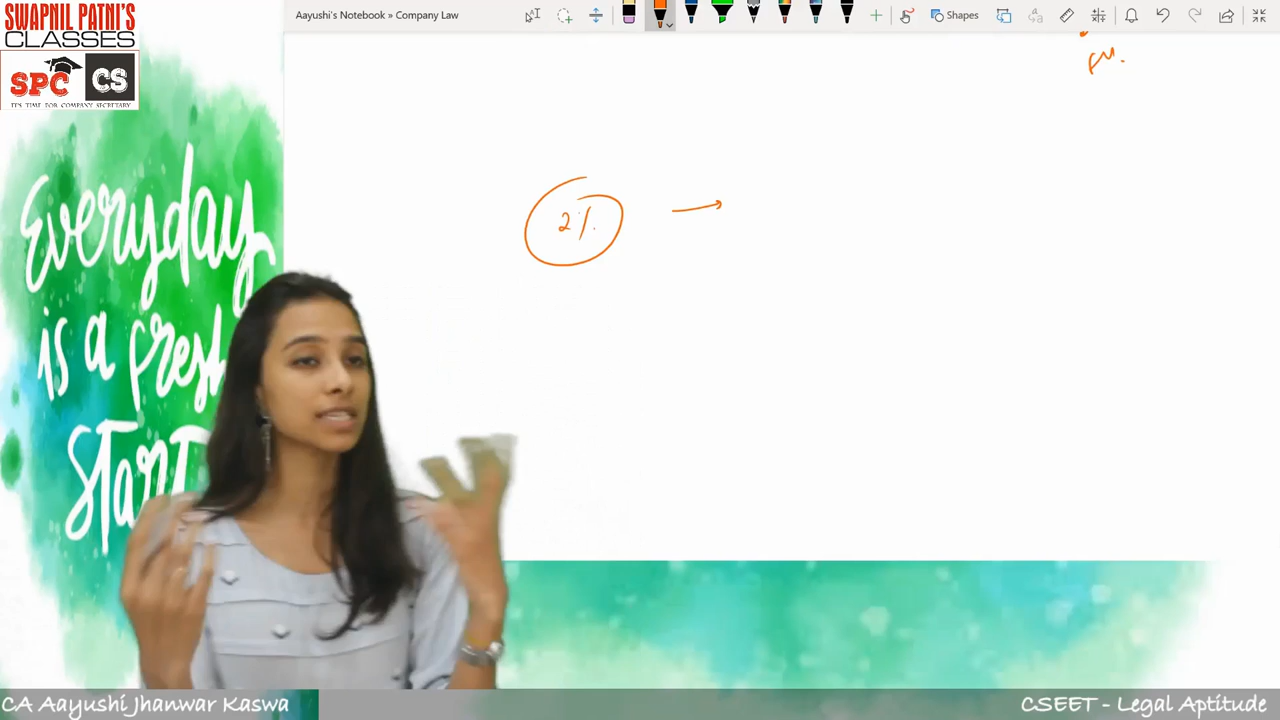 SWAPNIL PATNI'S
CLASSES
SPC CS
IT'S TIME FOR COMPANY SECRETARY
Aayushi's Notebook » Company Law
Shapes
2%
Everyday
is a fresh
Start
CA Aayushi Jhanwar Kaswa
CSEET - Legal Aptitude